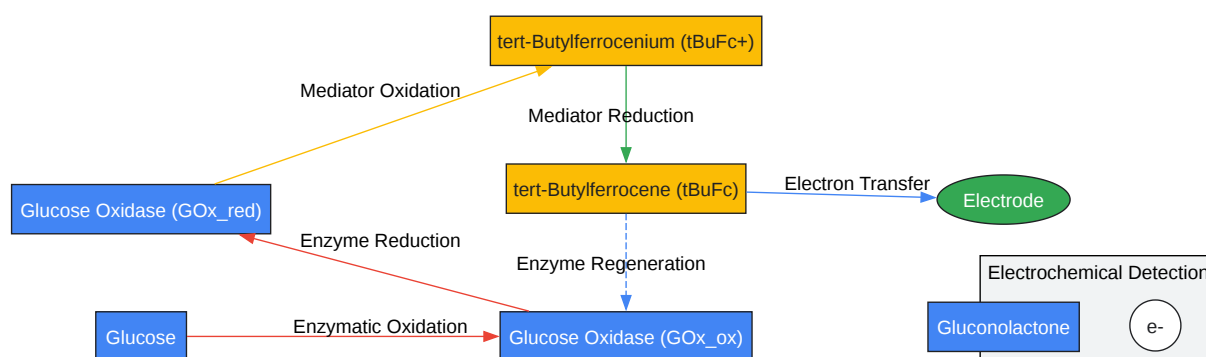 tert-Butylferrocenium (tBuFc+)
Mediator Oxidation
Mediator Reduction
tert-Butylferrocene (tBuFc)
Electron Transfer
Electrode
Glucose Oxidase (GOx_red)
Enzyme Reduction
Enzyme Regeneration
Electrochemical Detection
Glucose
Enzymatic Oxidation
Glucose Oxidase (GOx_ox)
Gluconolactone
e-